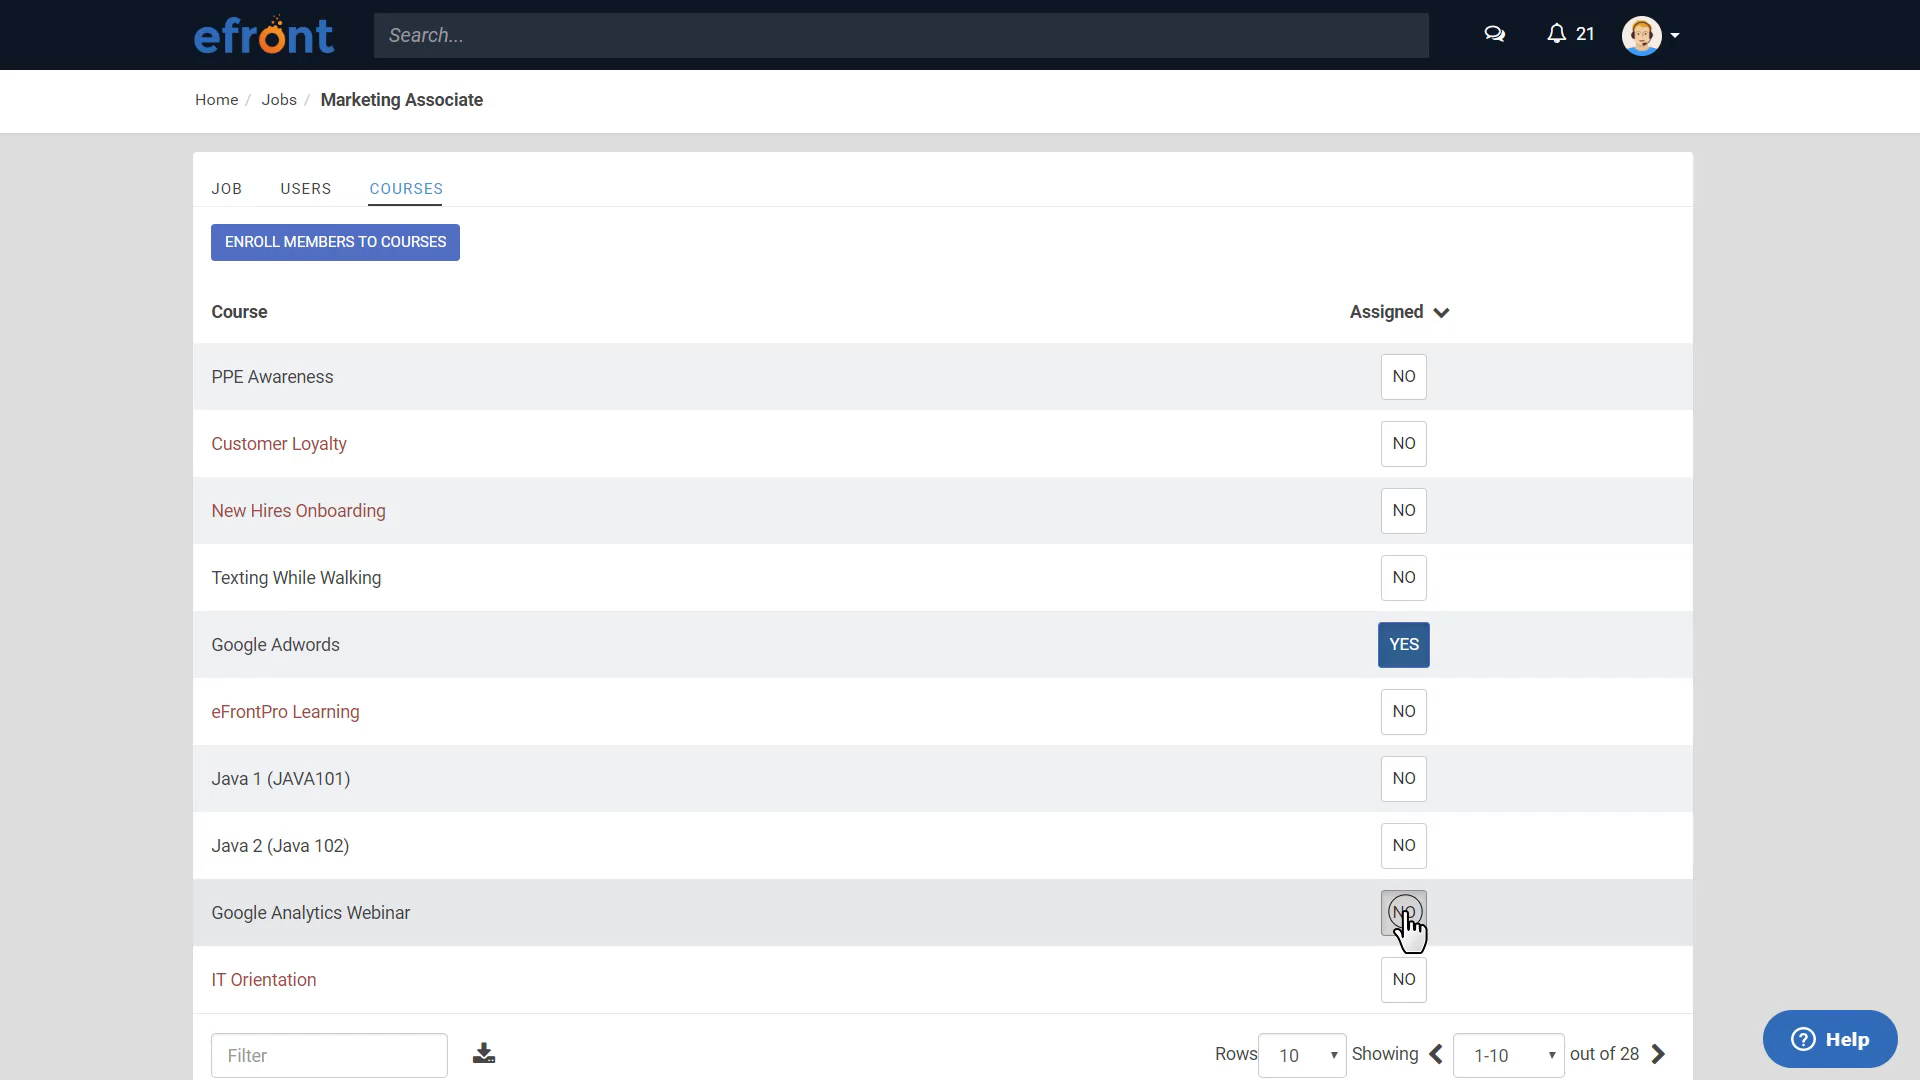 efront
Search...
21
Home / Jobs / Marketing Associate
JOB USERS COURSES
ENROLL MEMBERS TO COURSES
Course Assigned
PPE Awareness NO
Customer Loyalty NO
New Hires Onboarding NO
Texting While Walking NO
Google Adwords YES
eFrontPro Learning NO
Java 1 (JAVA101) NO
Java 2 (Java 102) NO
Google Analytics Webinar NO
IT Orientation NO
Filter Rows 10 Showing 1-10 out of 28
? Help